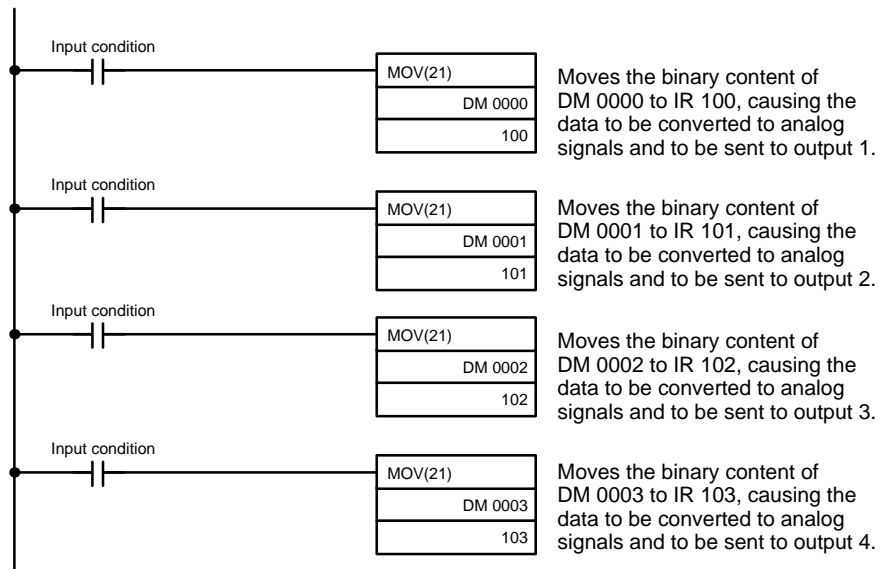 Input condition
MOV(21)
DM 0000
100
Moves the binary content of
DM 0000 to IR 100, causing the
data to be converted to analog
signals and to be sent to output 1.
Input condition
MOV(21)
DM 0001
101
Moves the binary content of
DM 0001 to IR 101, causing the
data to be converted to analog
signals and to be sent to output 2.
Input condition
MOV(21)
DM 0002
102
Moves the binary content of
DM 0002 to IR 102, causing the
data to be converted to analog
signals and to be sent to output 3.
Input condition
MOV(21)
DM 0003
103
Moves the binary content of
DM 0003 to IR 103, causing the
data to be converted to analog
signals and to be sent to output 4.